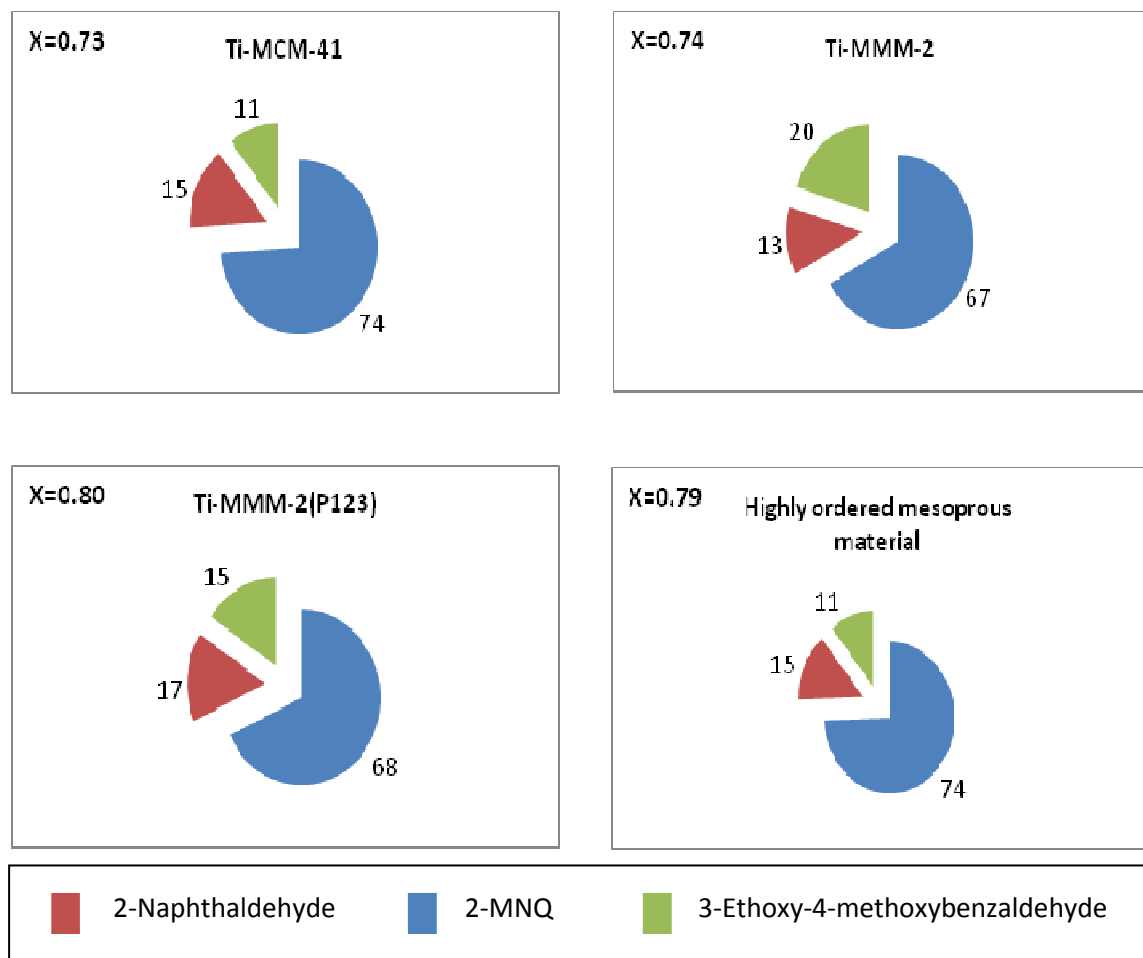 X=0.73
Ti-MCM-41
11
15
74
X=0.74
Ti-MMM-2
20
13
67
X=0.80
Ti-MMM-2(P123)
15
17
68
X=0.79
Highly ordered mesoprous
material
11
15
74
2-Naphthaldehyde
2-MNQ
3-Ethoxy-4-methoxybenzaldehyde